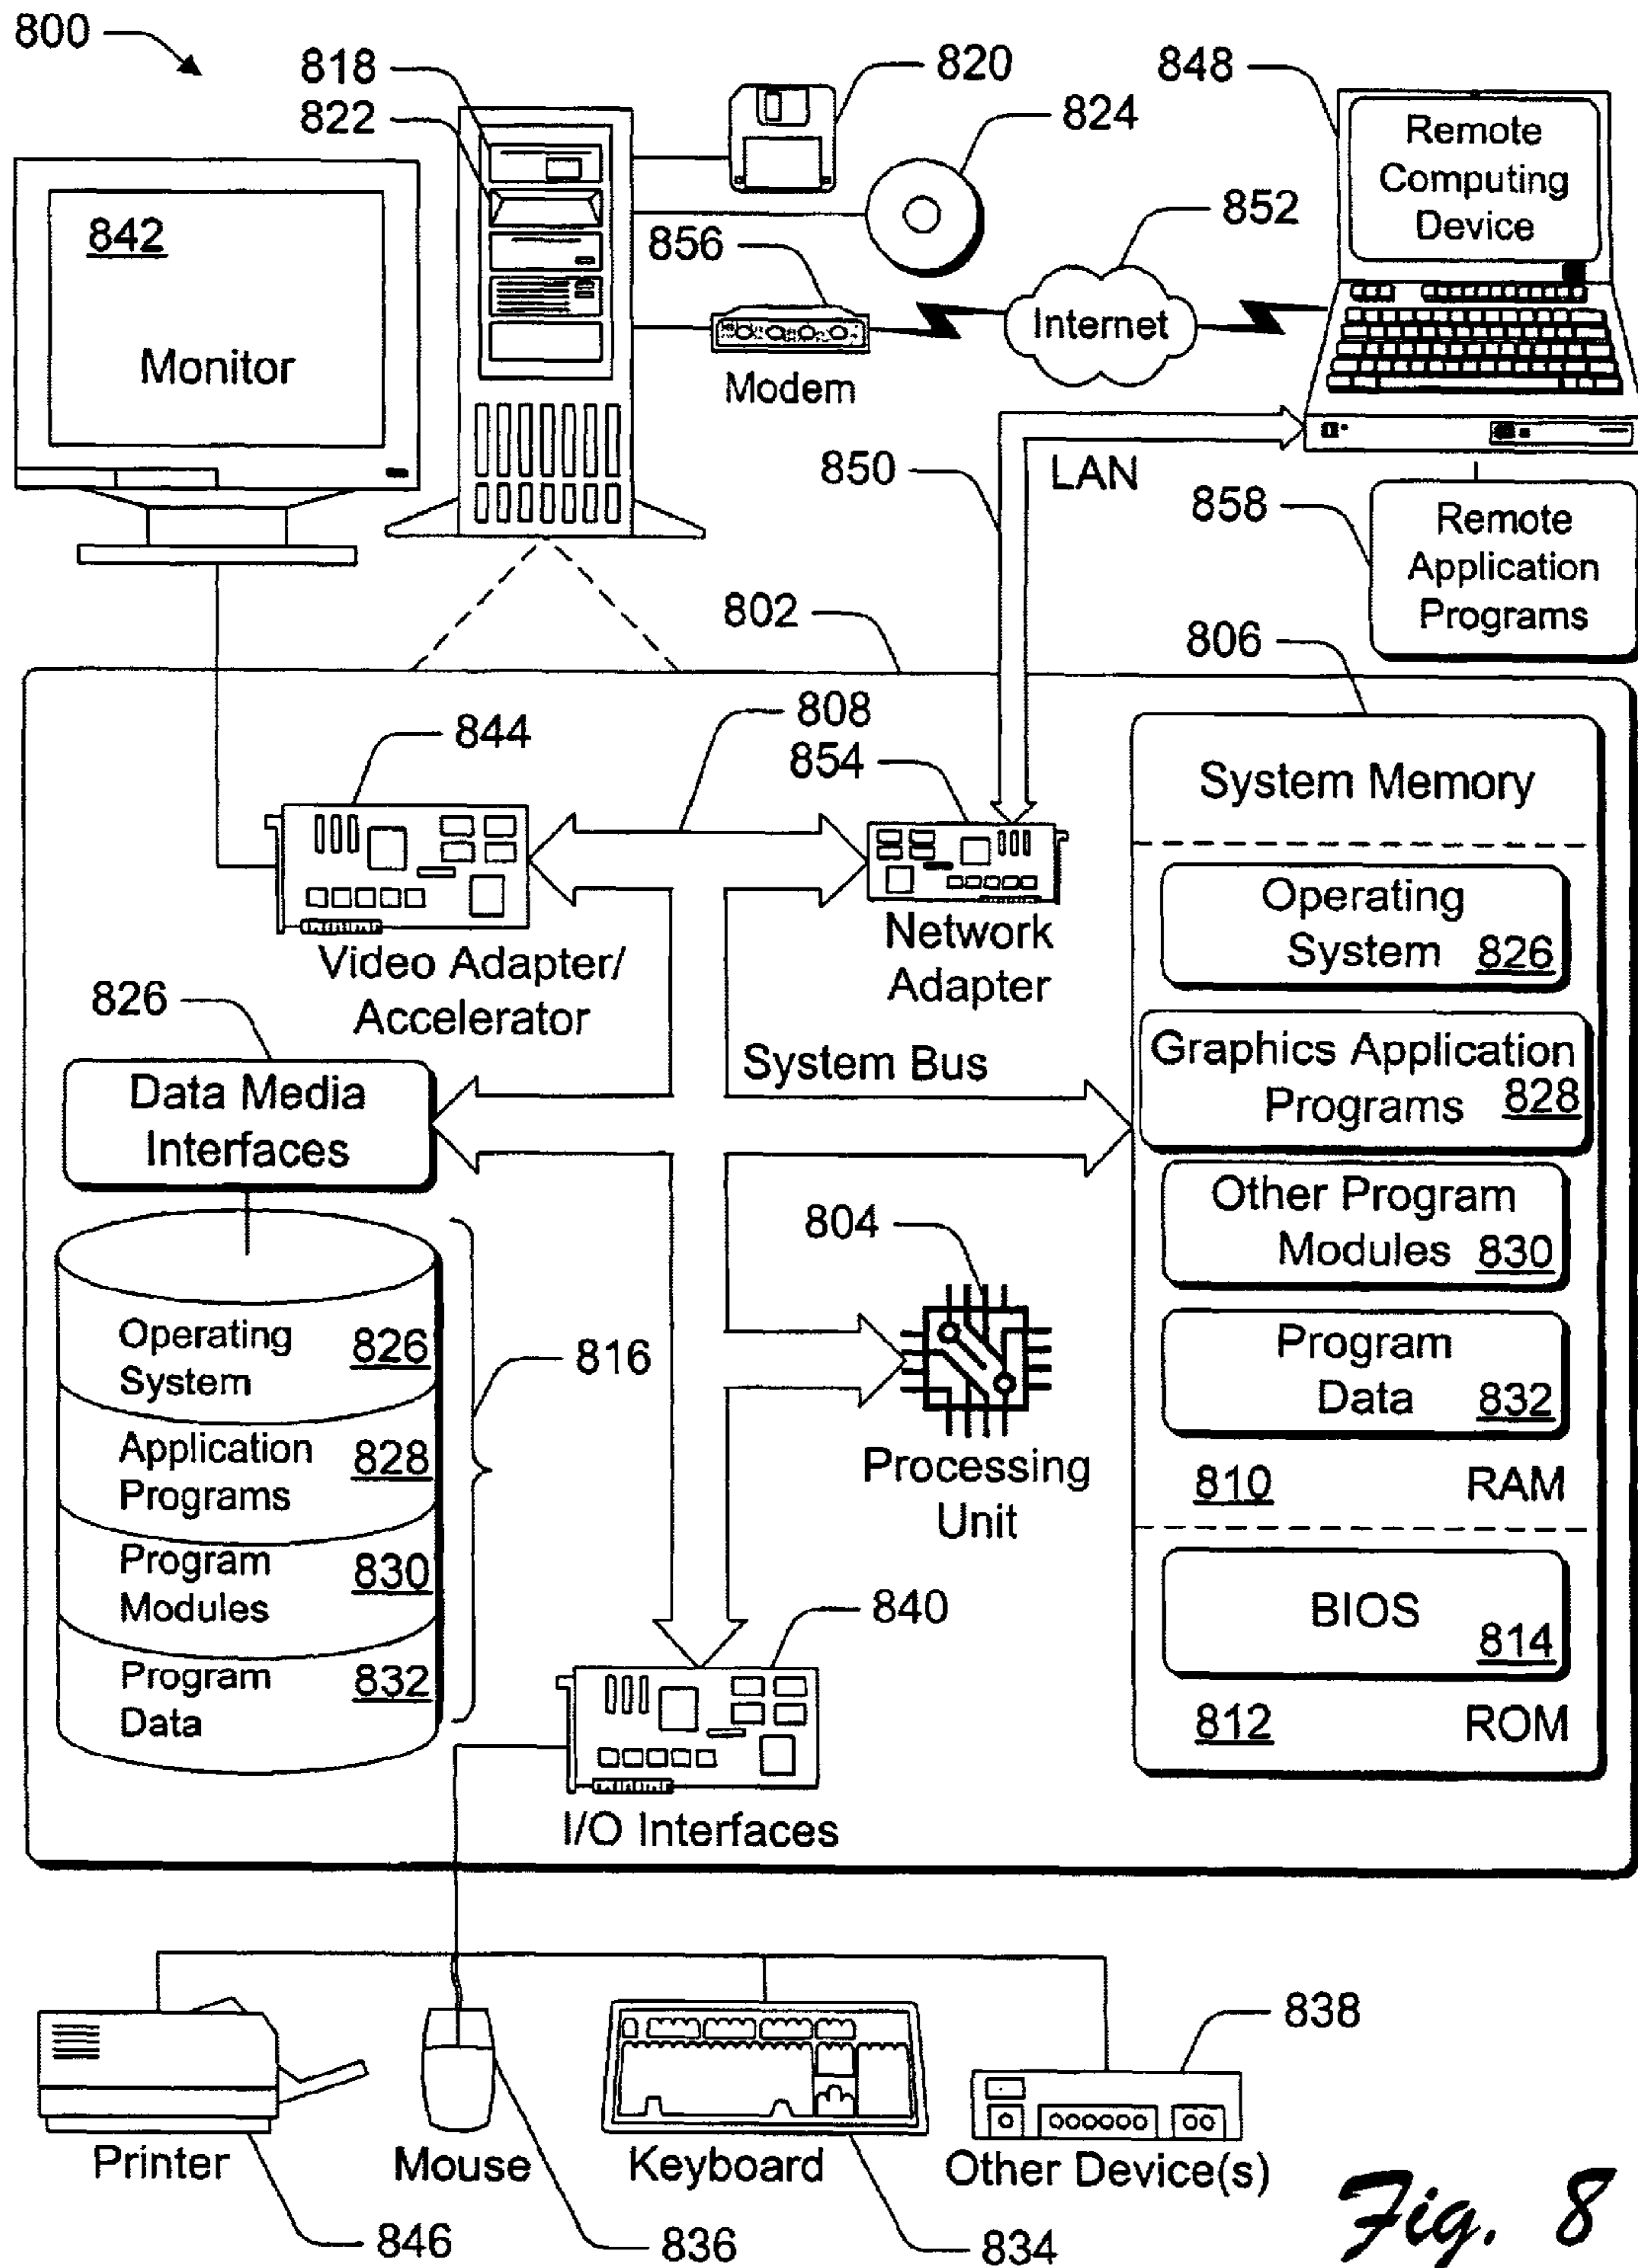 800
818
822
820
824
848
Remote
Computing
Device
842
Monitor
856
Modem
852
Internet
850
LAN
858
Remote
Application
Programs
802
806
808
844
854
Video Adapter/
Accelerator
Network
Adapter
System Memory
Operating
System 826
Graphics Application
Programs 828
Other Program
Modules 830
Program
Data 832
810 RAM
BIOS
814
812 ROM
826
Data Media
Interfaces
System Bus
Operating
System
826
Application
Programs
828
Program
Modules
830
Program
Data
832
816
804
Processing
Unit
840
I/O Interfaces
Printer
846
Mouse
836
Keyboard
834
838
Other Device(s)
Fig. 8